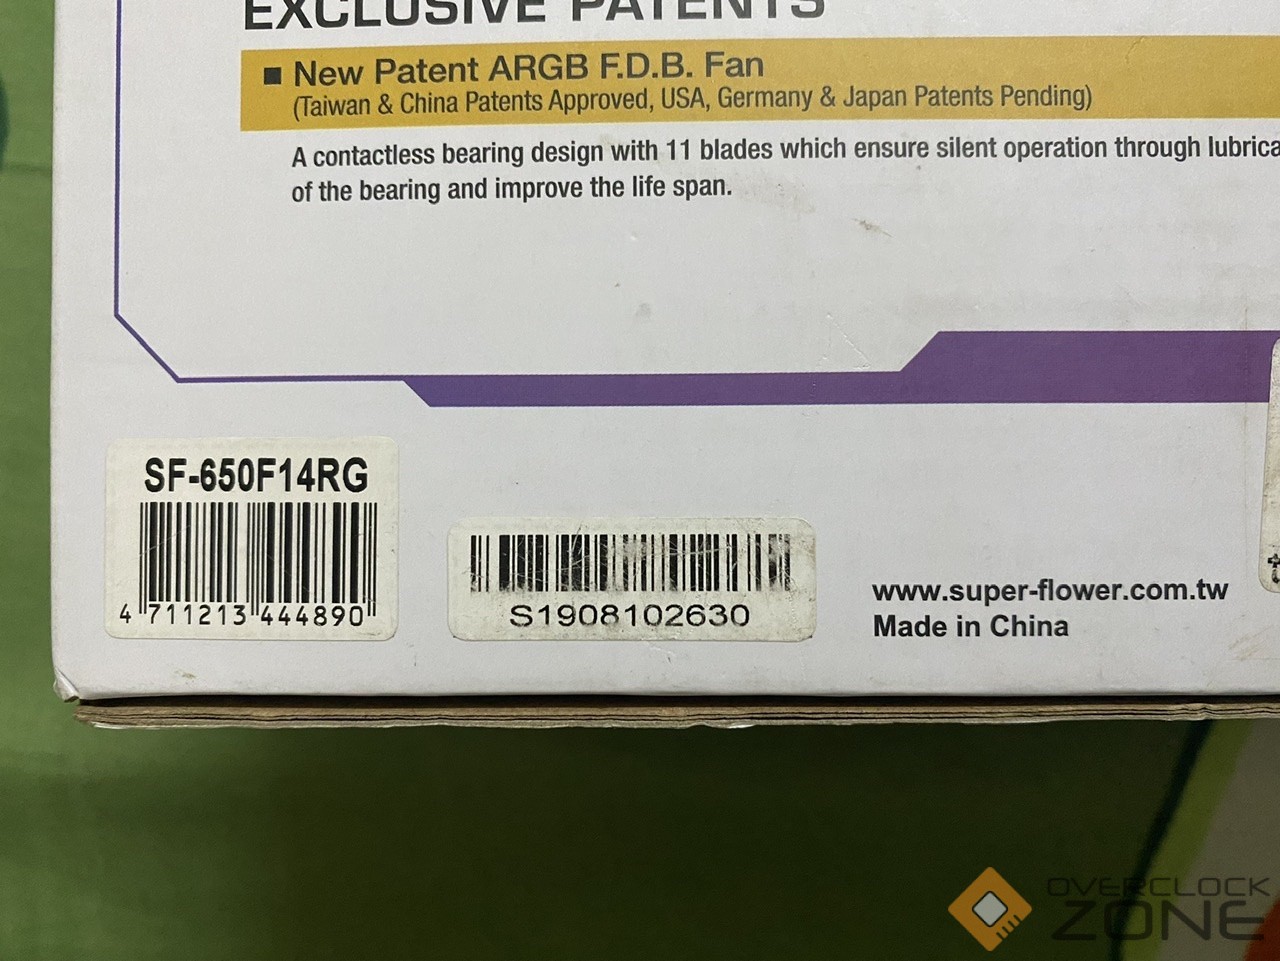 EXCLUSIVE PATENTS
■ New Patent ARGB F.D.B. Fan
(Taiwan & China Patents Approved, USA, Germany & Japan Patents Pending)
A contactless bearing design with 11 blades which ensure silent operation through lubrica
of the bearing and improve the life span.
SF-650F14RG
4 711213 444890
S1908102630
www.super-flower.com.tw
Made in China
OVERCLOCK
ZONE